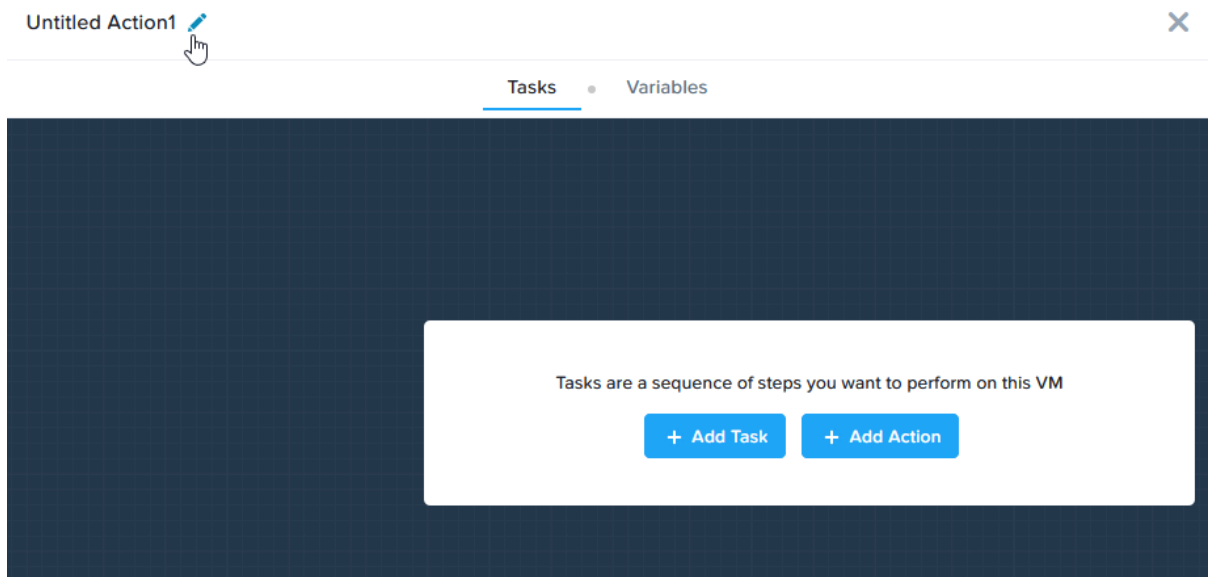 Untitled Action1
Tasks
Variables
Tasks are a sequence of steps you want to perform on this VM
+ Add Task
+ Add Action